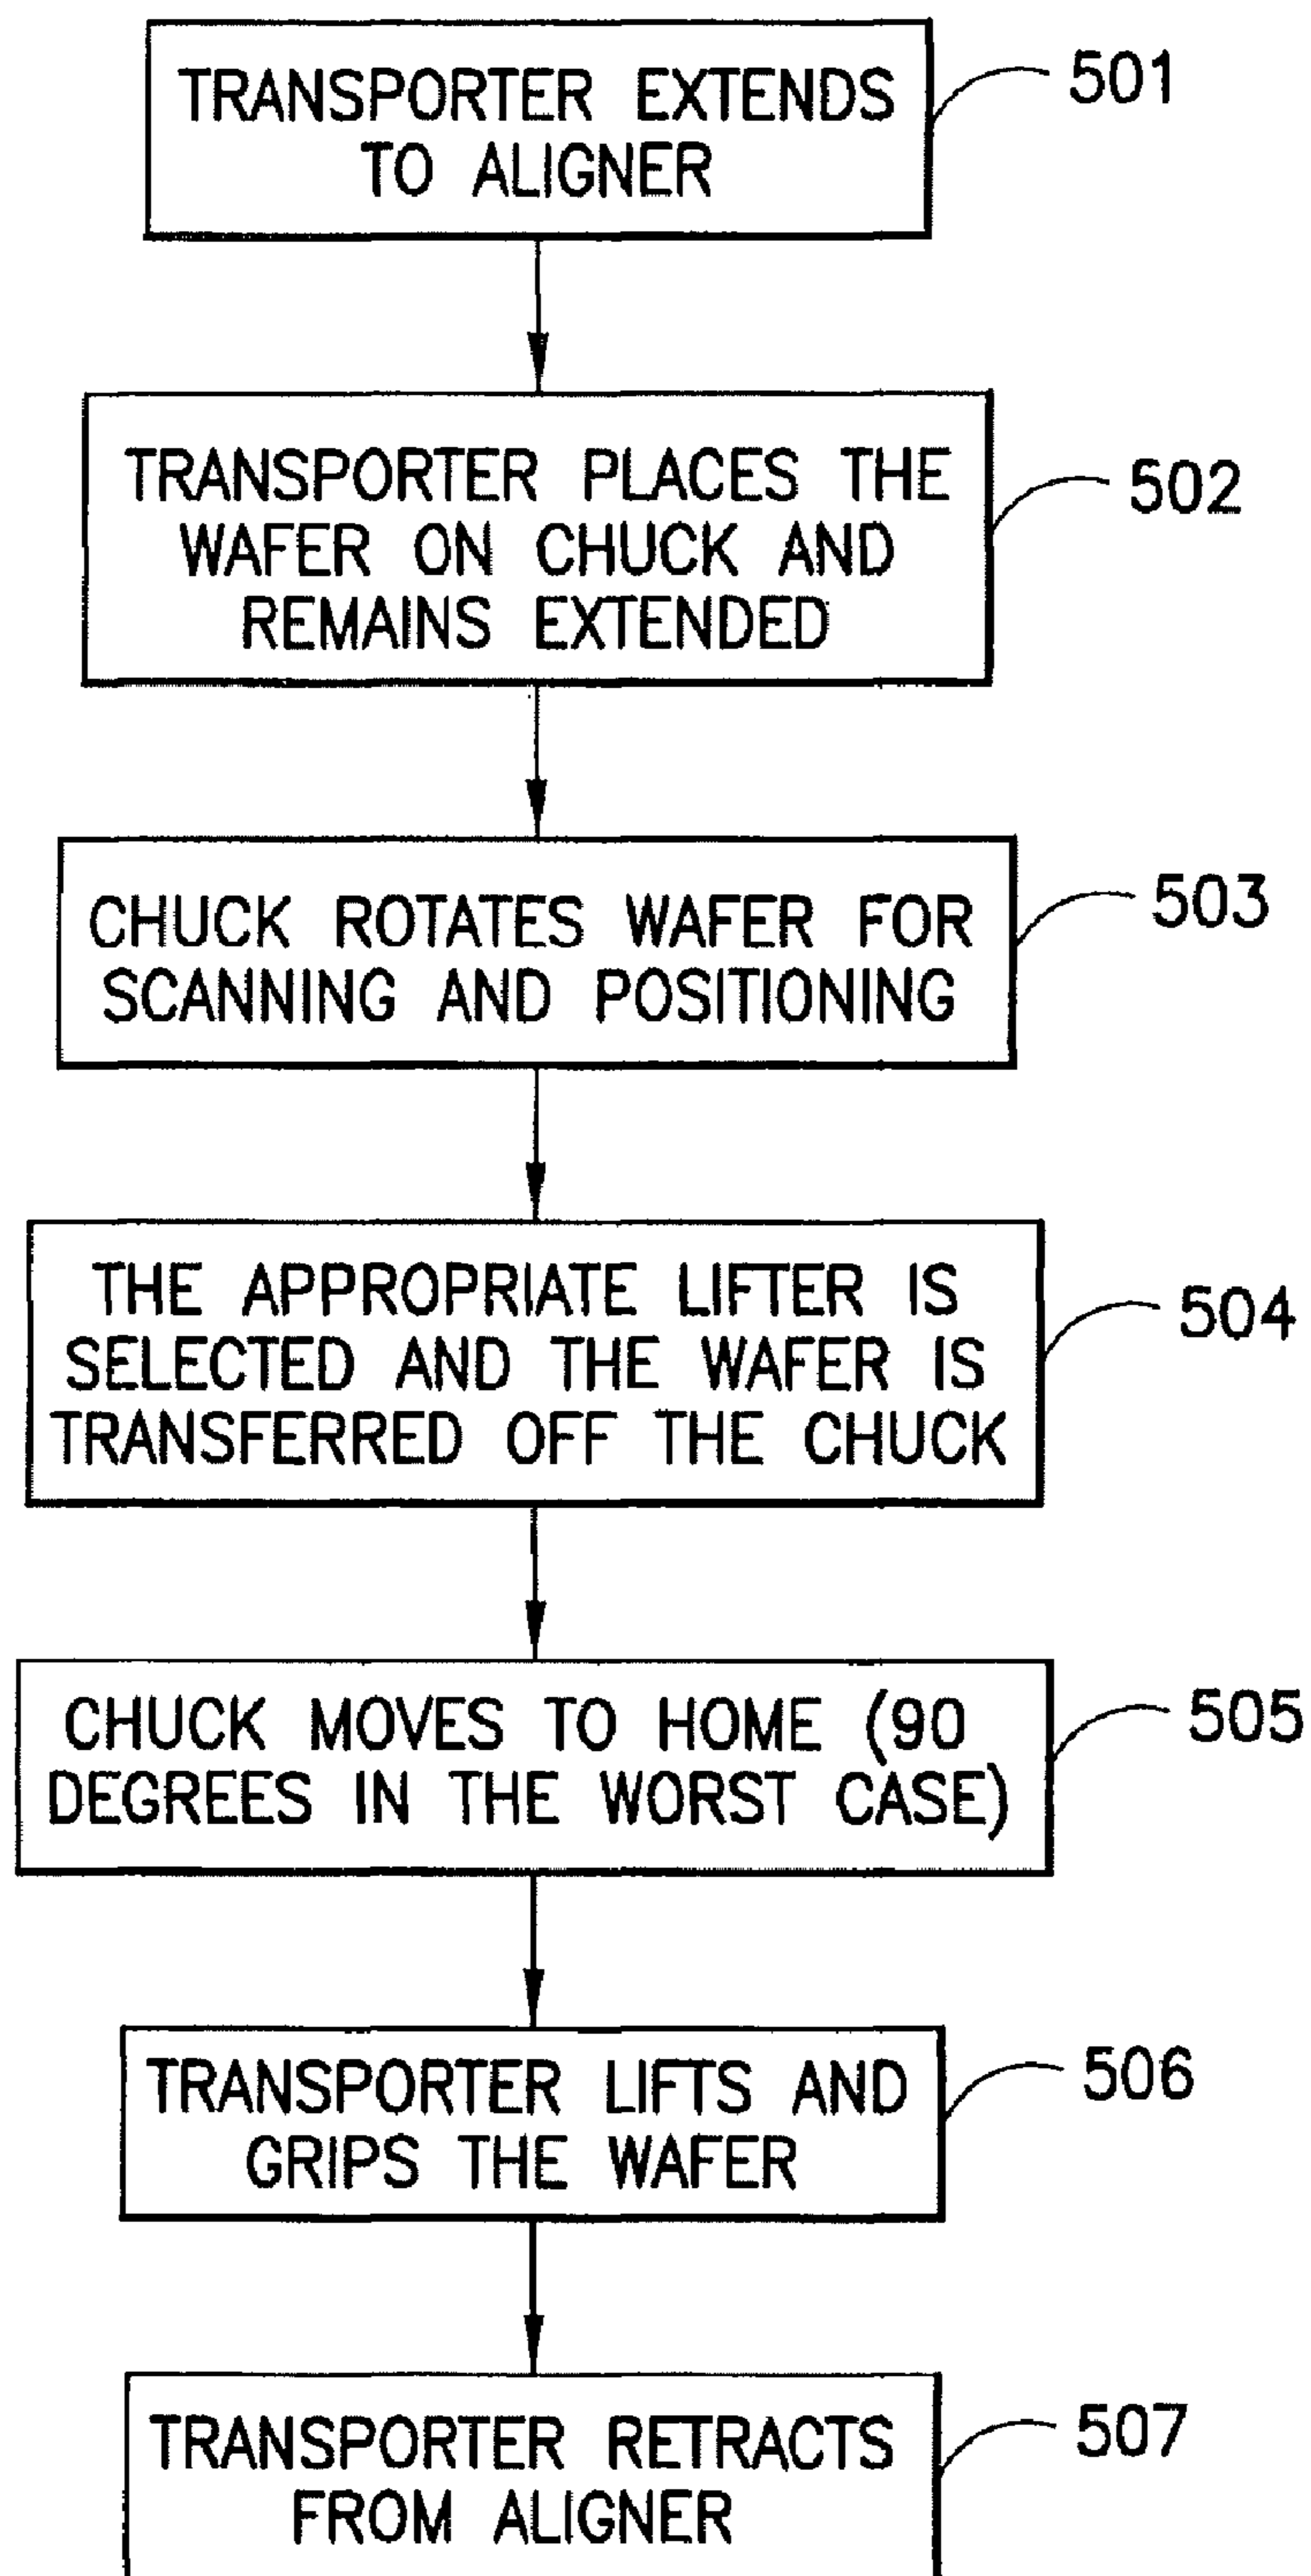 TRANSPORTER EXTENDS
TO ALIGNER
501
TRANSPORTER PLACES THE
WAFER ON CHUCK AND
REMAINS EXTENDED
502
CHUCK ROTATES WAFER FOR
SCANNING AND POSITIONING
503
THE APPROPRIATE LIFTER IS
SELECTED AND THE WAFER IS
TRANSFERRED OFF THE CHUCK
504
CHUCK MOVES TO HOME (90
DEGREES IN THE WORST CASE)
505
TRANSPORTER LIFTS AND
GRIPS THE WAFER
506
TRANSPORTER RETRACTS
FROM ALIGNER
507